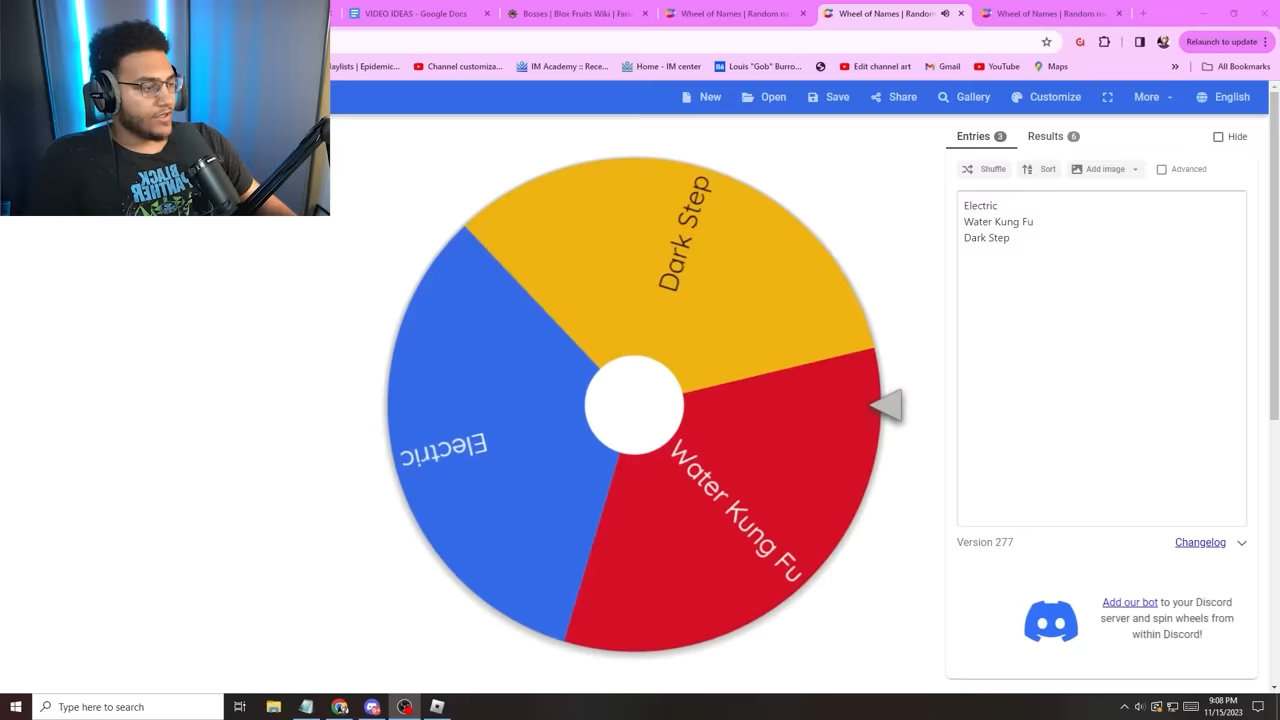 VIDEO IDEAS - Google Docs
Bosses | Blox Fruits Wiki | Fan
Wheel of Names | Random na
Wheel of Names | Random
Wheel of Names | Random na
Relaunch to update
laylists | Epidemic...
Channel customiza...
IM Academy :: Rece...
Home - IM center
Louis "Gob" Burro...
Edit channel art
Gmail
YouTube
Maps
»
All Bookmarks
New
Open
Save
Share
Gallery
Customize
More
English
Entries 3
Results 6
Hide
Shuffle
Sort
Add image
Advanced
Electric
Water Kung Fu
Dark Step
Dark Step
Electric
Water Kung Fu
Version 277
Changelog
Add our bot to your Discord
server and spin wheels from
within Discord!
BLACK
PANTHER
Type here to search
9:08 PM
11/15/2023